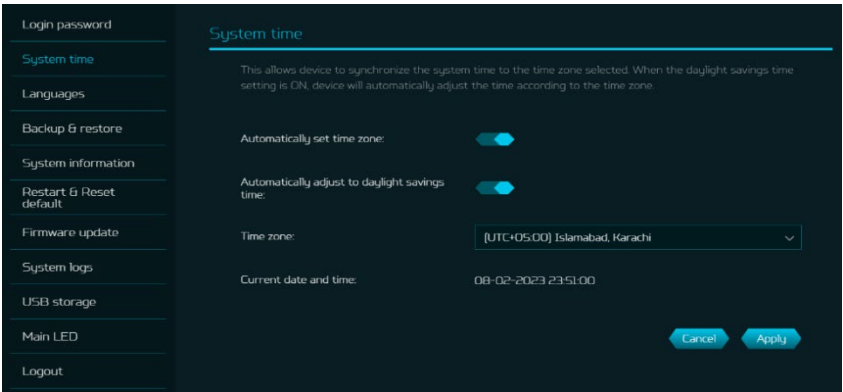 Login password
System time
Languages
Backup & restore
System information
Restart & Reset
default
Firmware update
System logs
USB storage
Main LED
Logout
System time
This allows device to synchronize the system time to the time zone selected. When the daylight savings time
setting is ON, device will automatically adjust the time according to the time zone.
Automatically set time zone:
Automatically adjust to daylight savings
time:
Time zone:
(UTC+05:00) Islamabad, Karachi
Current date and time:
08-02-2023 23:51:00
Cancel
Apply